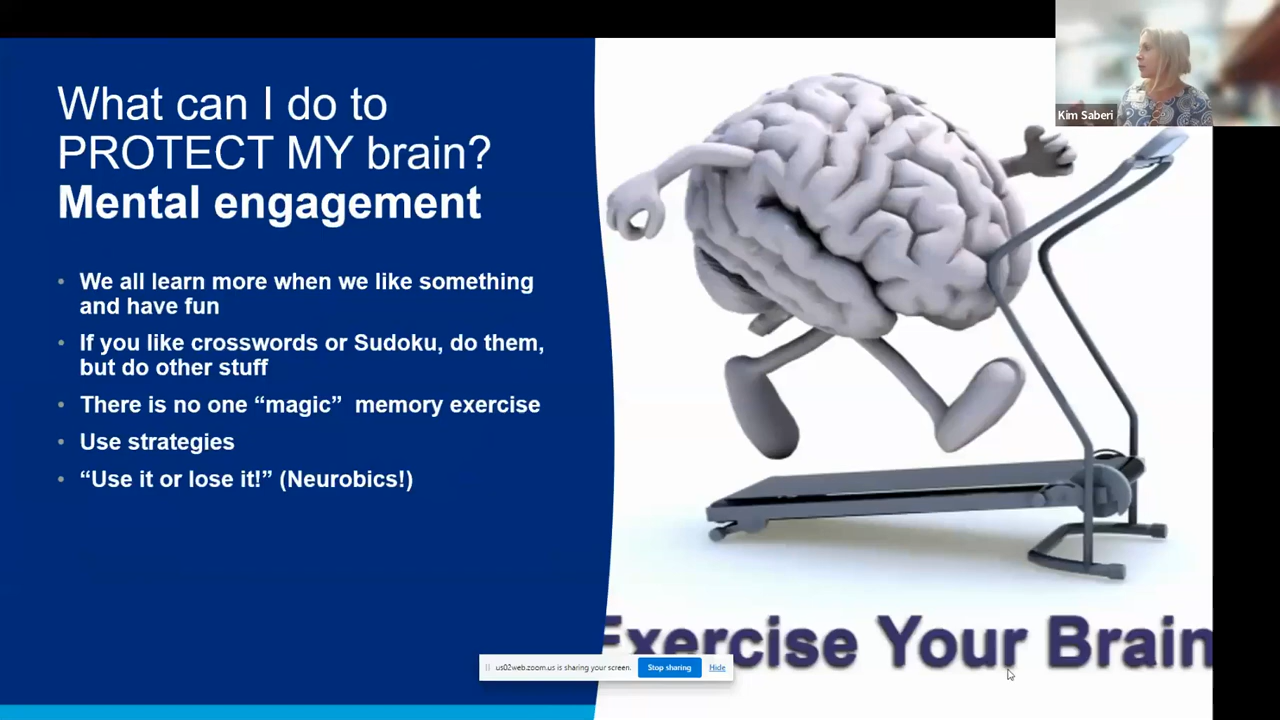 What can I do to
PROTECT MY brain?
Mental engagement
• We all learn more when we like something
and have fun
• If you like crosswords or Sudoku, do them,
but do other stuff
• There is no one “magic”  memory exercise
• Use strategies
• “Use it or lose it!” (Neurobics!)
Kim Saberi
Exercise Your Brain
us02web.zoom.us is sharing your screen. Stop sharing Hide